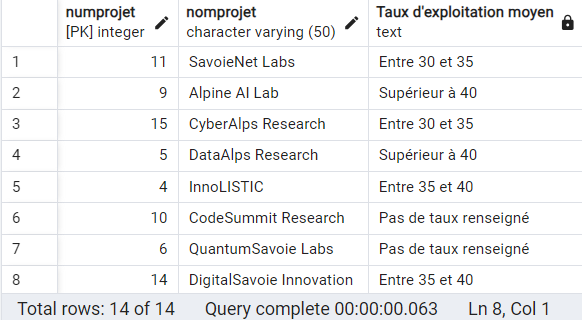 numprojet nomprojet Taux d'exploitation moyen
[PK] integer character varying (50) text
1 11 SavoieNet Labs Entre 30 et 35
2 9 Alpine AI Lab Supérieur à 40
3 15 CyberAlps Research Entre 30 et 35
4 5 DataAlps Research Supérieur à 40
5 4 InnoLISTIC Entre 35 et 40
6 10 CodeSummit Research Pas de taux renseigné
7 6 QuantumSavoie Labs Pas de taux renseigné
8 14 DigitalSavoie Innovation Entre 35 et 40
Total rows: 14 of 14 Query complete 00:00:00.063 Ln 8, Col 1